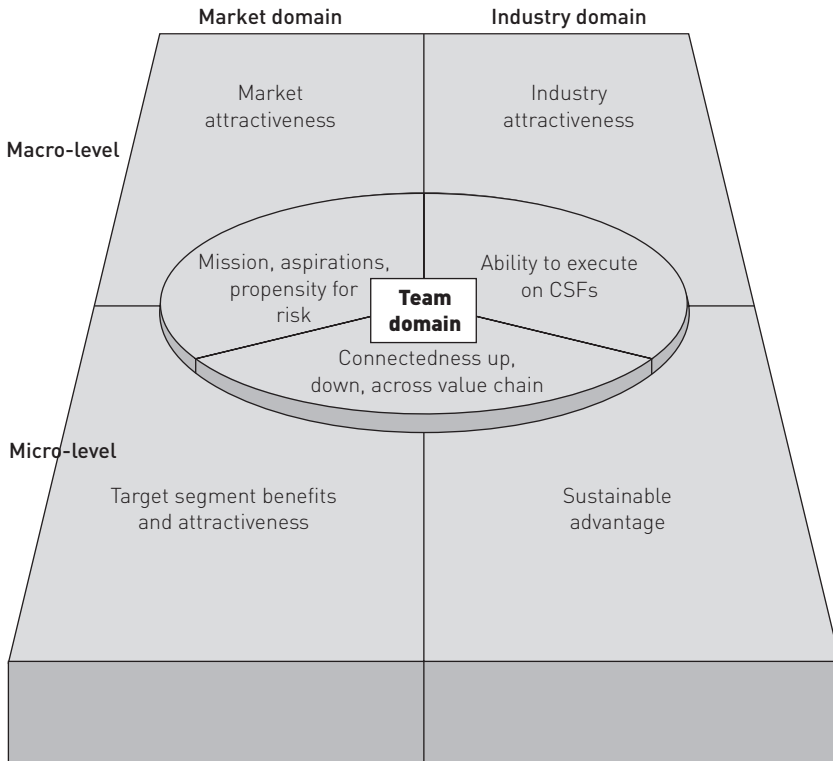 Market domain
Industry domain
Market
attractiveness
Industry
attractiveness
Macro-level
Mission, aspirations,
propensity for
risk
Ability to execute
on CSFs
Team
domain
Connectedness up,
down, across value chain
Micro-level
Target segment benefits
and attractiveness
Sustainable
advantage